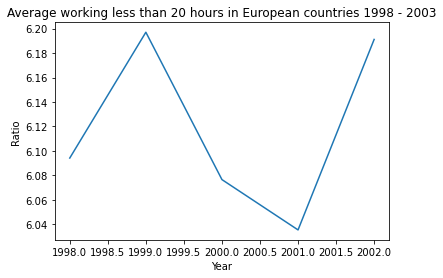 Average working less than 20 hours in European countries 1998 - 2003
6.20
6.18
6.16
6.14
6.12
6.10
6.08
6.06
6.04
Ratio
1998.0 1998.5 1999.0 1999.5 2000.0 2000.5 2001.0 2001.5 2002.0
Year